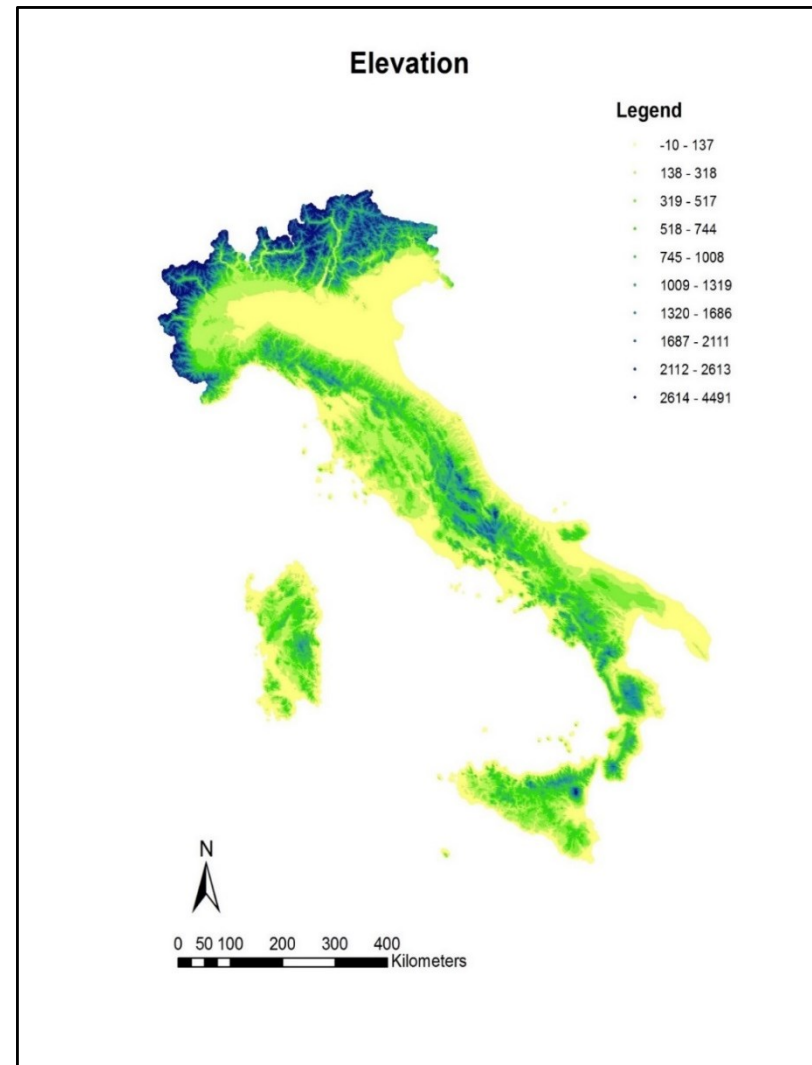 Elevation
Legend
-10 - 137
138 - 318
319 - 517
518 - 744
745 - 1008
1009 - 1319
1320 - 1686
1687 - 2111
2112 - 2613
2614 - 4491
N
0 50 100 200 300 400
Kilometers